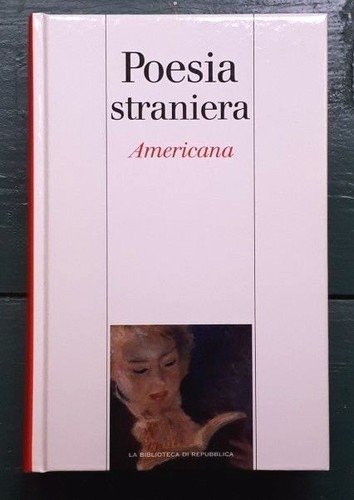 Poesia
straniera
Americana
LA BIBLIOTECA DI REPUBBLICA